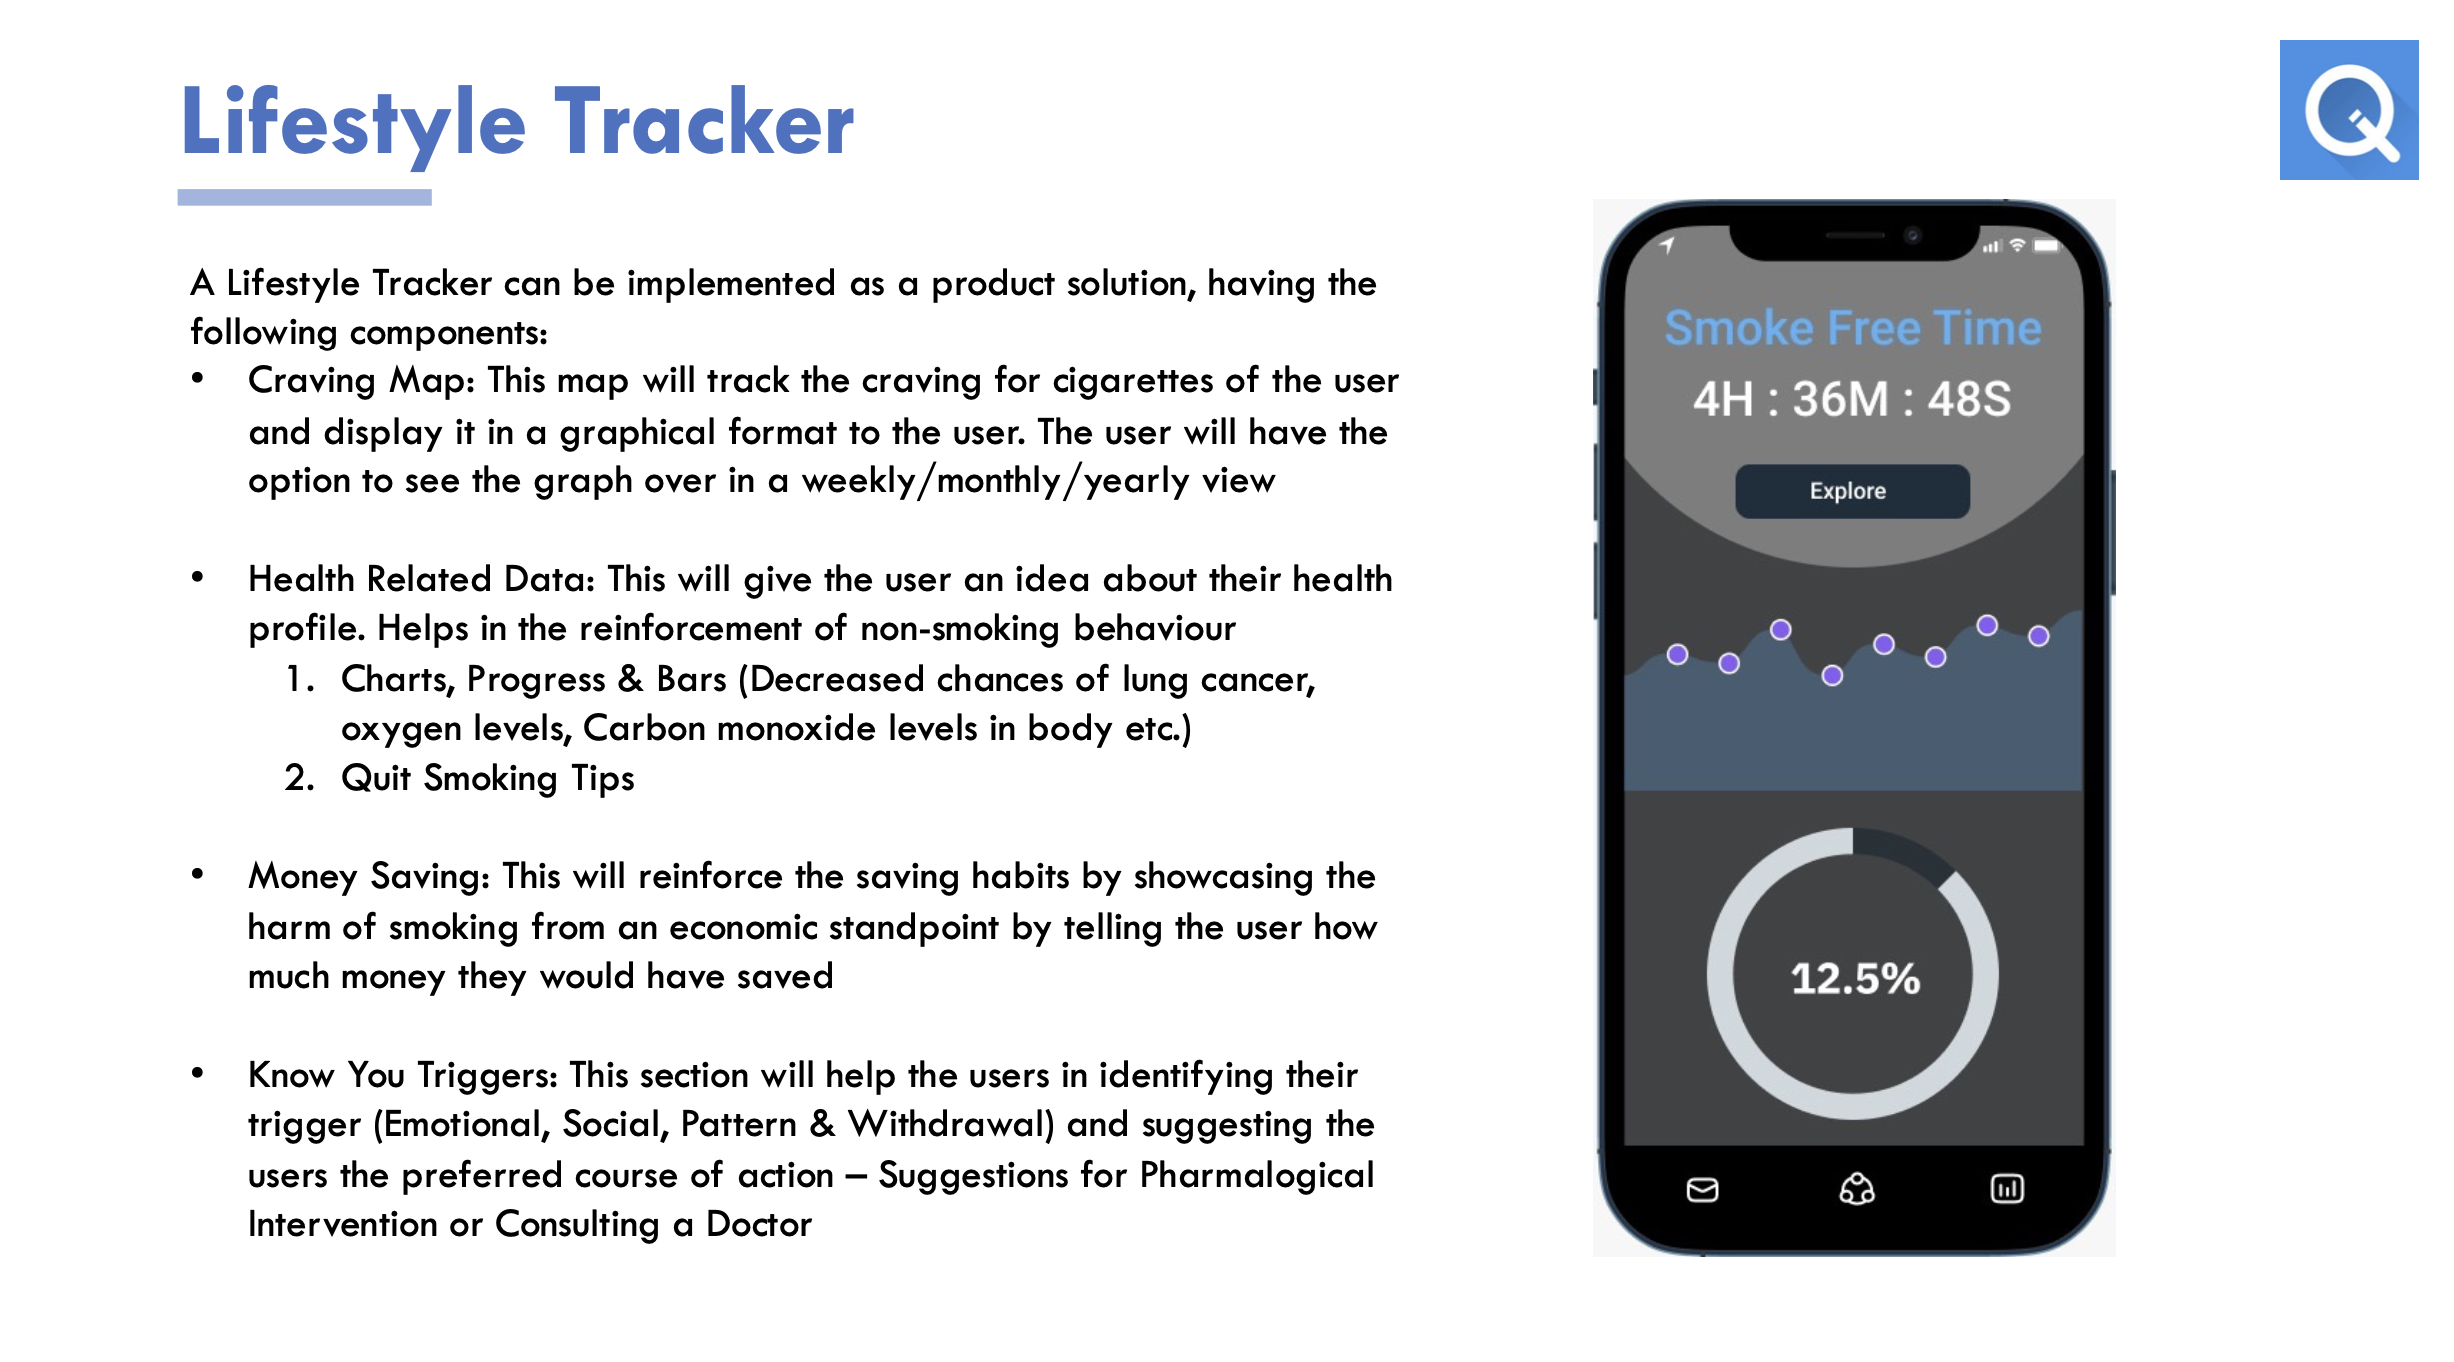 Lifestyle Tracker
A Lifestyle Tracker can be implemented as a product solution, having the
following components:
• Craving Map: This map will track the craving for cigarettes of the user
and display it in a graphical format to the user. The user will have the
option to see the graph over in a weekly/monthly/yearly view
• Health Related Data: This will give the user an idea about their health
profile. Helps in the reinforcement of non-smoking behaviour
1. Charts, Progress & Bars (Decreased chances of lung cancer,
oxygen levels, Carbon monoxide levels in body etc.)
2. Quit Smoking Tips
• Money Saving: This will reinforce the saving habits by showcasing the
harm of smoking from an economic standpoint by telling the user how
much money they would have saved
• Know You Triggers: This section will help the users in identifying their
trigger (Emotional, Social, Pattern & Withdrawal) and suggesting the
users the preferred course of action – Suggestions for Pharmalogical
Intervention or Consulting a Doctor
Q
Smoke Free Time
4H : 36M : 48S
Explore
12.5%